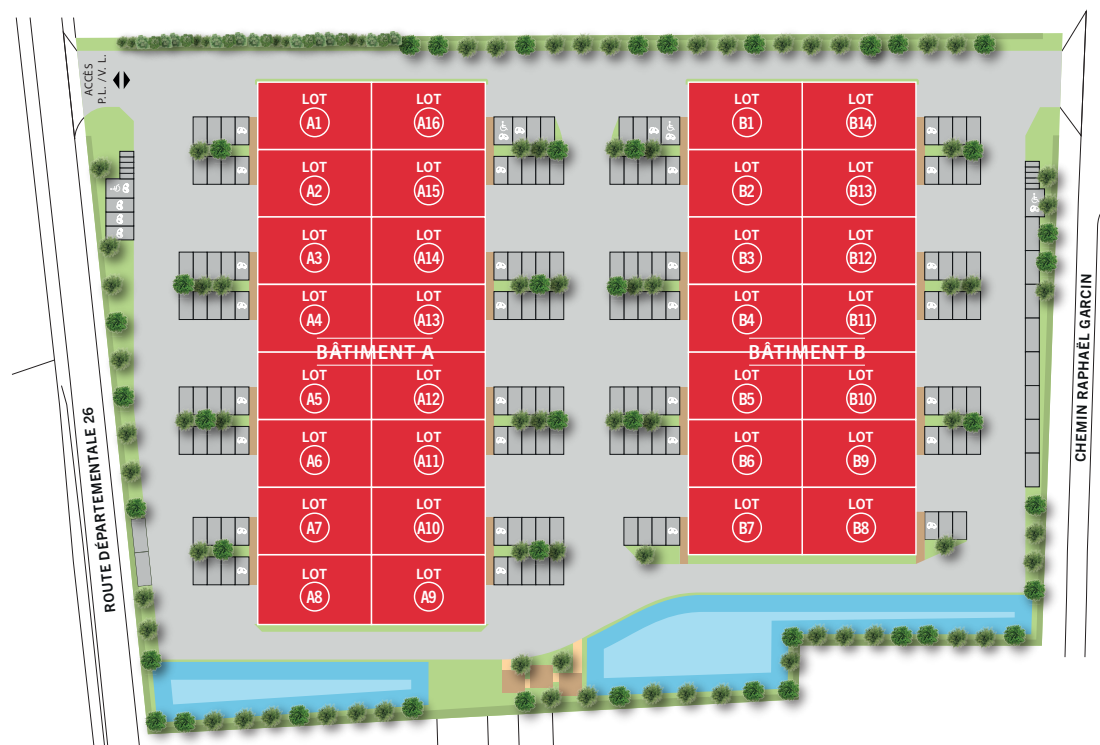 ACCÈS
P.L. / V. L.
LOT
A1
LOT
A16
LOT
A2
LOT
A15
LOT
A3
LOT
A14
LOT
A4
LOT
A13
BÂTIMENT A
LOT
A5
LOT
A12
LOT
A6
LOT
A11
LOT
A7
LOT
A10
LOT
A8
LOT
A9
LOT
B1
LOT
B14
LOT
B2
LOT
B13
LOT
B3
LOT
B12
LOT
B4
LOT
B11
BÂTIMENT B
LOT
B5
LOT
B10
LOT
B6
LOT
B9
LOT
B7
LOT
B8
ROUTE DÉPARTEMENTALE 26
CHEMIN RAPHAËL GARCIN